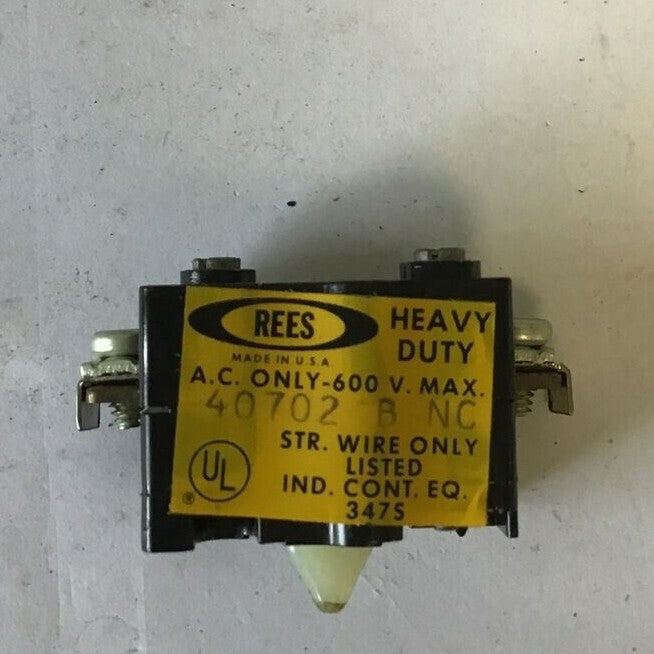 REES
HEAVY
DUTY
MADE IN U.S.A
A.C. ONLY-600 V. MAX.
40702 B NC
STR. WIRE ONLY
UL LISTED
®
IND. CONT. EQ.
347S